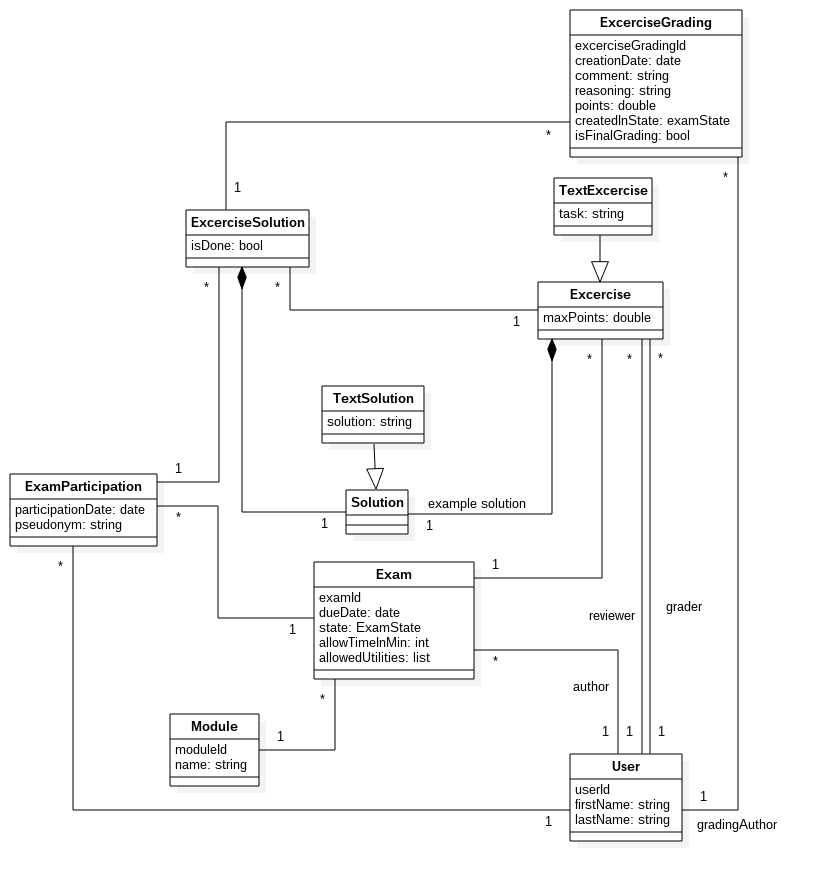 ExcerciseGrading
excerciseGradingId
creationDate: date
comment: string
reasoning: string
points: double
createdInState: examState
isFinalGrading: bool
*
*
1
TextExcercise
task: string
ExcerciseSolution
isDone: bool
*
*
Excercise
maxPoints: double
1
*
*
*
TextSolution
solution: string
1
ExamParticipation
participationDate: date
pseudonym: string
*
Solution
example solution
1
1
*
Exam
examId
dueDate: date
state: ExamState
allowTimeInMin: int
allowedUtilities: list
1
1
reviewer
grader
*
author
*
Module
moduleId
name: string
1
1
1
1
User
userId
firstName: string
lastName: string
1
1
gradingAuthor